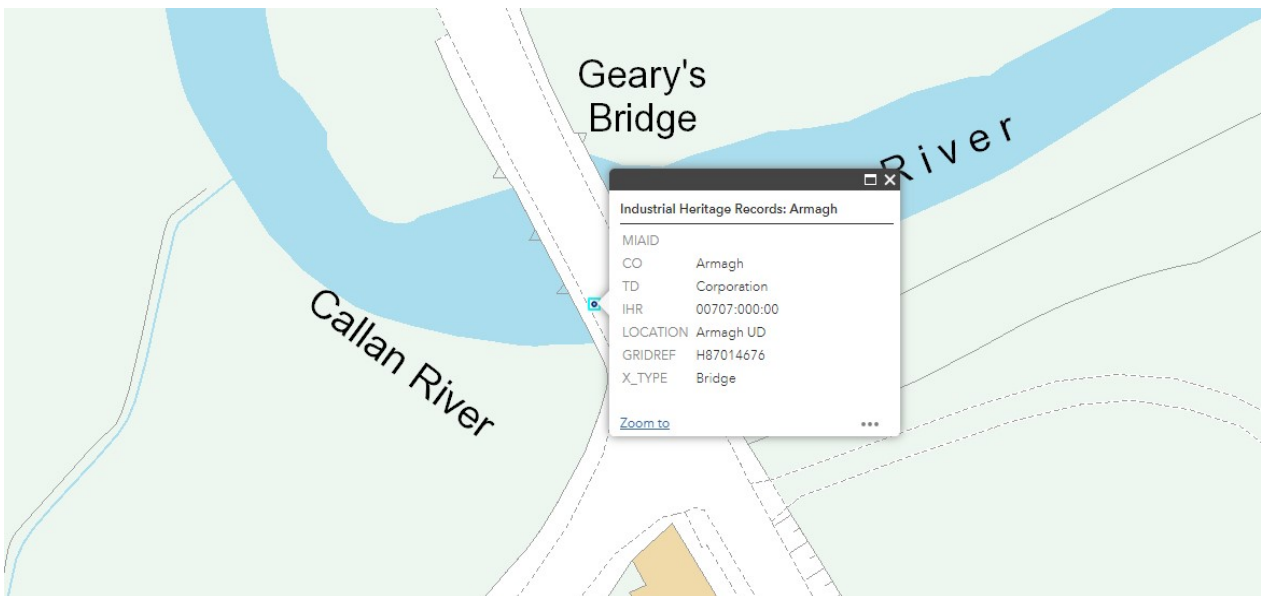 Geary's
Bridge
River
Industrial Heritage Records: Armagh
MIAID
CO Armagh
TD Corporation
IHR 00707:000:00
LOCATION Armagh UD
GRIDREF H87014676
X_TYPE Bridge
Zoom to
Callan River